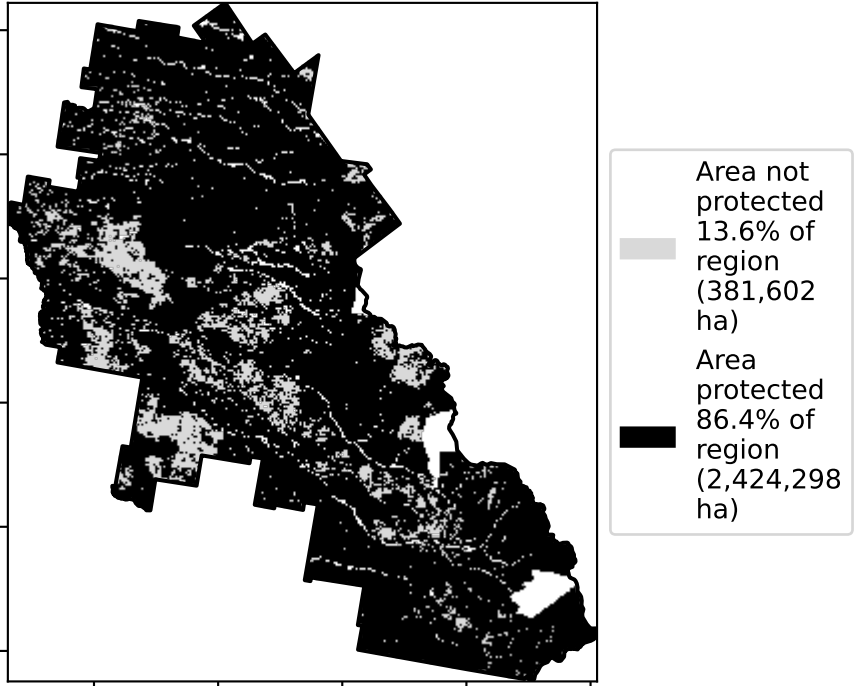 Area not
protected
13.6% of
region
(381,602
ha)
Area
protected
86.4% of
region
(2,424,298
ha)